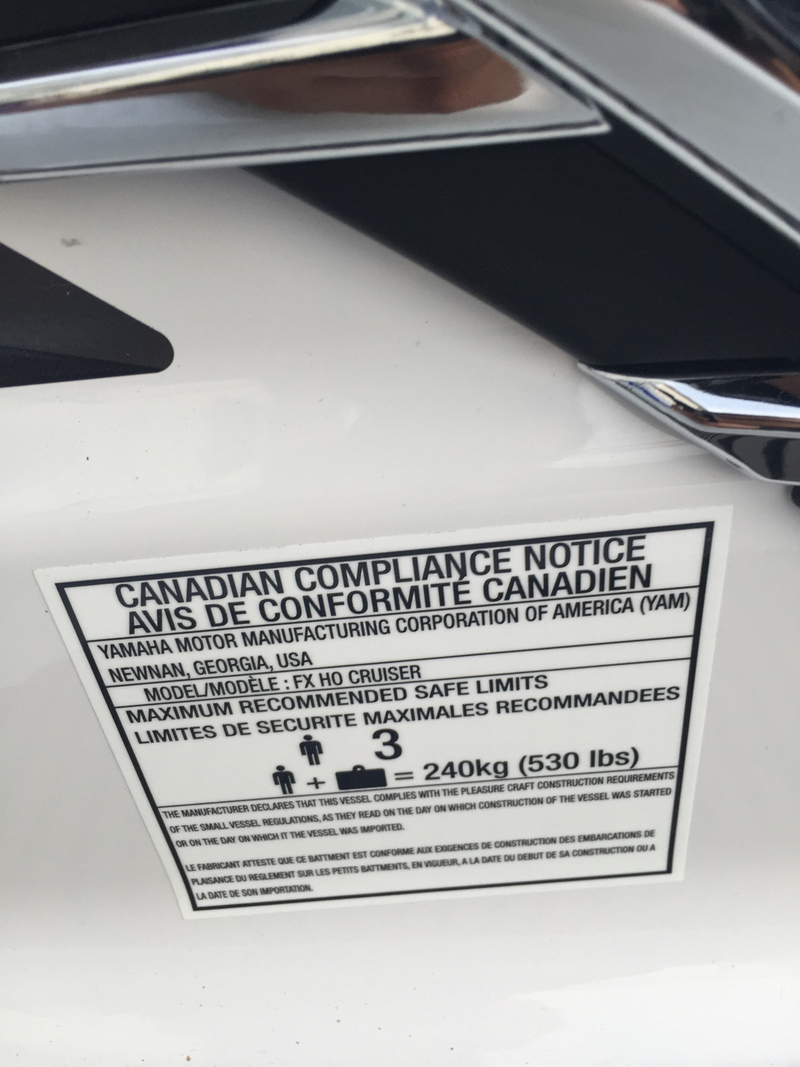 CANADIAN COMPLIANCE NOTICE
AVIS DE CONFORMITÉ CANADIEN
YAMAHA MOTOR MANUFACTURING CORPORATION OF AMERICA (YAM)
NEWNAN, GEORGIA, USA
MODEL/MODÈLE : FX HO CRUISER
MAXIMUM RECOMMENDED SAFE LIMITS
LIMITES DE SECURITE MAXIMALES RECOMMANDEES
3
+ = 240kg (530 lbs)
THE MANUFACTURER DECLARES THAT THIS VESSEL COMPLIES WITH THE PLEASURE CRAFT CONSTRUCTION REQUIREMENTS
OF THE SMALL VESSEL REGULATIONS, AS THEY READ ON THE DAY ON WHICH CONSTRUCTION OF THE VESSEL WAS STARTED
OR ON THE DAY ON WHICH IT THE VESSEL WAS IMPORTED.
LE FABRICANT ATTESTE QUE CE BATTMENT EST CONFORME AUX EXIGENCES DE CONSTRUCTION DES EMBARCATIONS DE
PLAISANCE DU REGLEMENT SUR LES PETITS BATTMENTS, EN VIGUEUR, A LA DATE DU DEBUT DE SA CONSTRUCTION OU A
LA DATE DE SON IMPORTATION.